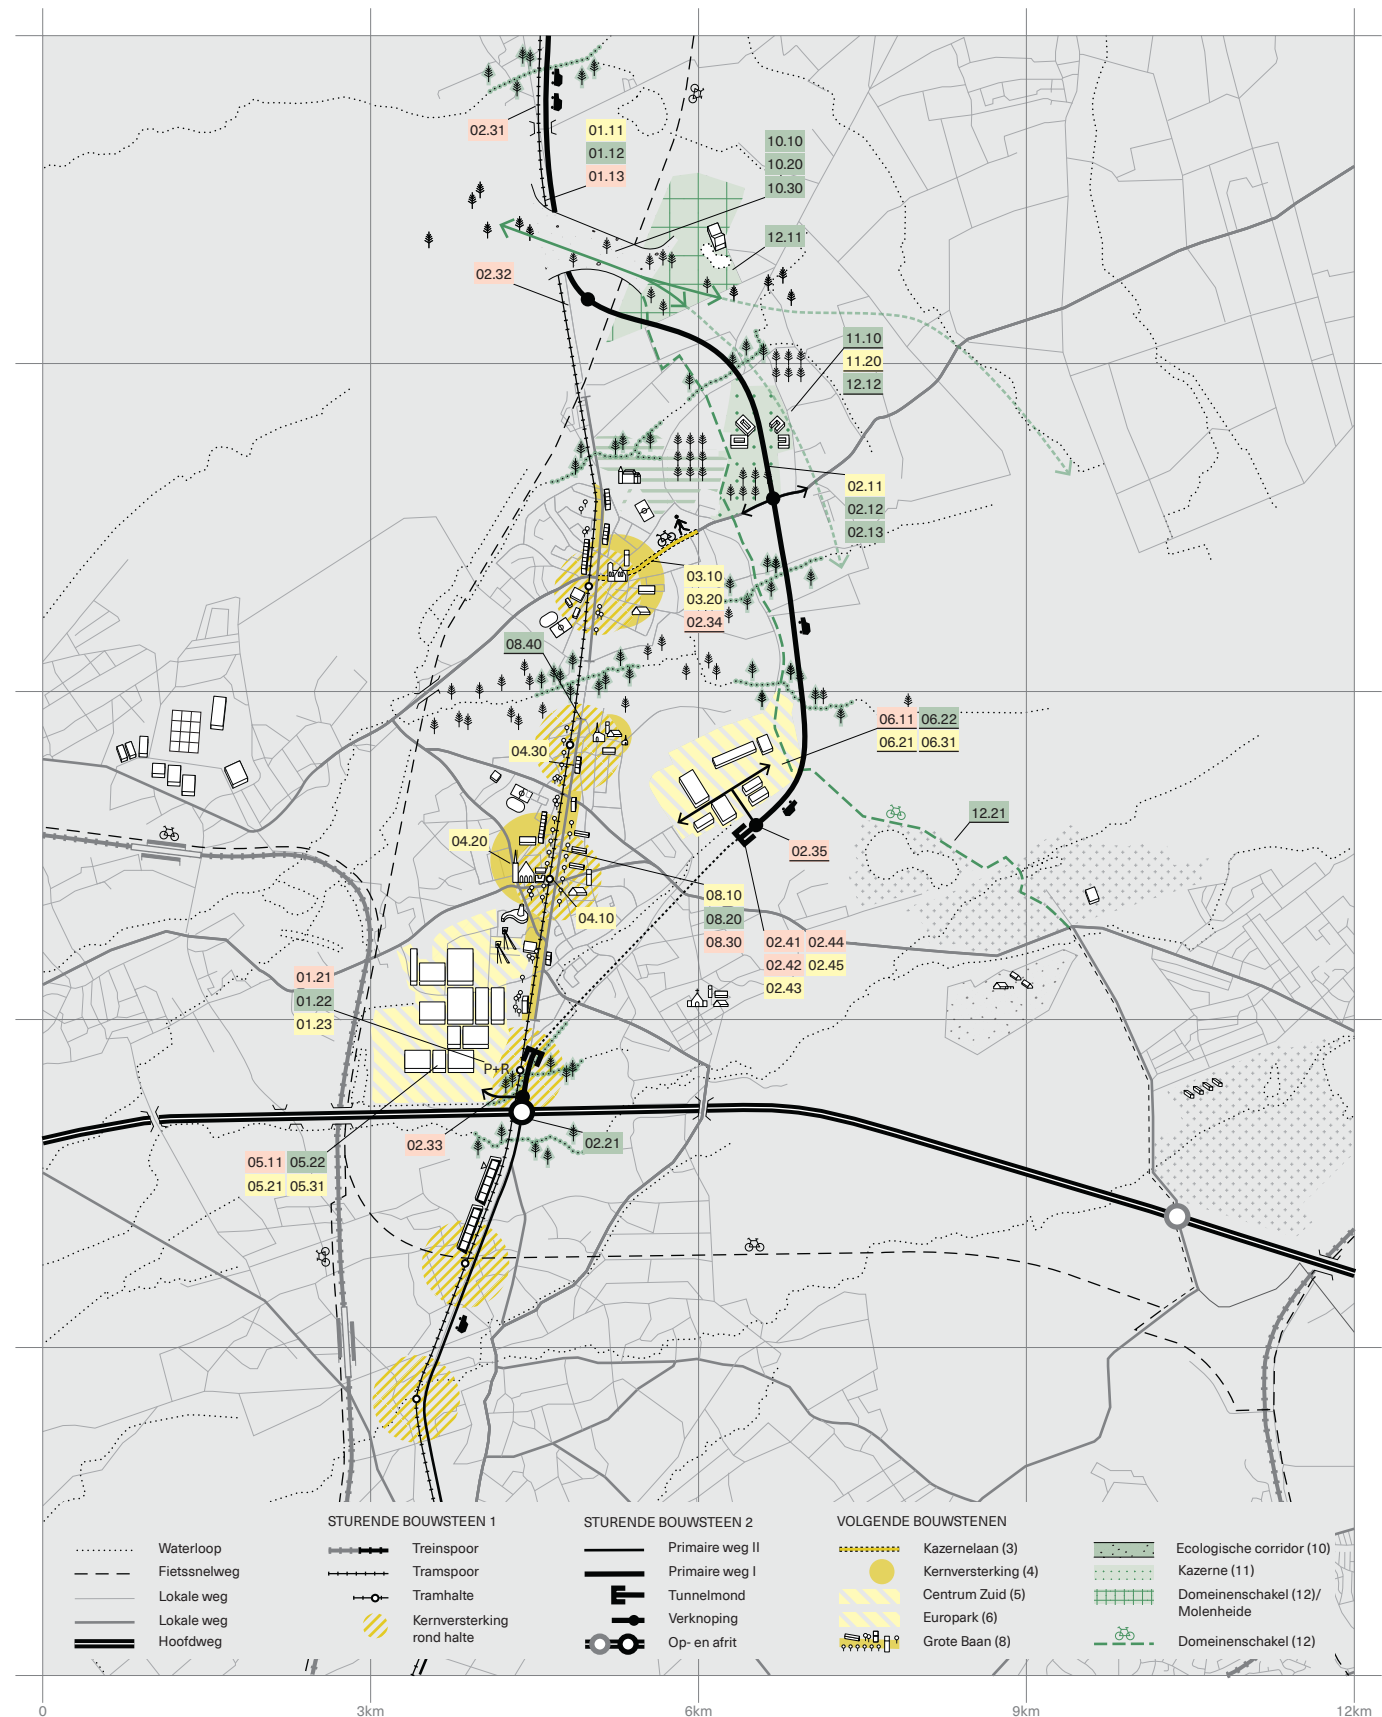 02.31
01.11
01.12
01.13
10.10
10.20
10.30
12.11
02.32
11.10
11.20
12.12
02.11
02.12
02.13
03.10
03.20
02.34
08.40
06.11 06.22
06.21 06.31
04.30
12.21
04.20
02.35
08.10
08.20
08.30
04.10
02.41 02.44
02.42 02.45
02.43
01.21
01.22
01.23
P+R
02.33
02.21
05.11 05.22
05.21 05.31
Waterloop
Fietssnelweg
Lokale weg
Lokale weg
Hoofdweg
STURENDE BOUWSTEEN 1
Treinspoor
Tramspoor
Tramhalte
Kernversterking
rond halte
STURENDE BOUWSTEEN 2
Primaire weg II
Primaire weg I
Tunnelmond
Verknoping
Op- en afrit
VOLGENDE BOUWSTENEN
Kazernelaan (3)
Kernversterking (4)
Centrum Zuid (5)
Europark (6)
Grote Baan (8)
Ecologische corridor (10)
Kazerne (11)
Domeinenschakel (12)/
Molenheide
Domeinenschakel (12)
0 3km 6km 9km 12km